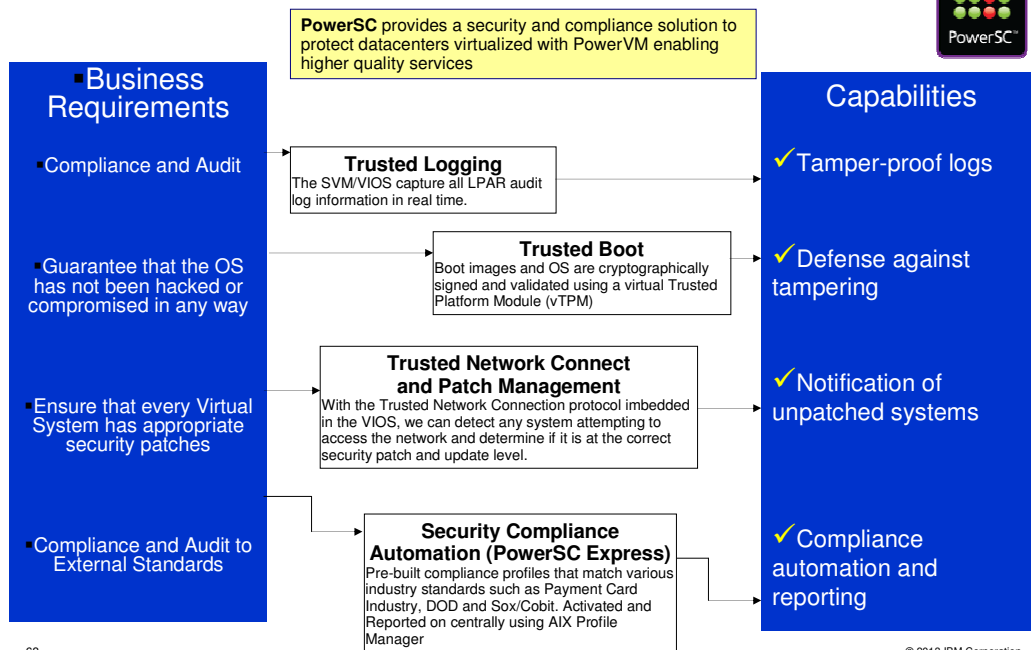 PowerSC provides a security and compliance solution to
protect datacenters virtualized with PowerVM enabling
higher quality services
PowerSC™
▪Business
Requirements
▪Compliance and Audit
▪Guarantee that the OS
has not been hacked or
compromised in any way
▪Ensure that every Virtual
System has appropriate
security patches
▪Compliance and Audit to
External Standards
Trusted Logging
The SVM/VIOS capture all LPAR audit
log information in real time.
Trusted Boot
Boot images and OS are cryptographically
signed and validated using a virtual Trusted
Platform Module (vTPM)
Trusted Network Connect
and Patch Management
With the Trusted Network Connection protocol imbedded
in the VIOS, we can detect any system attempting to
access the network and determine if it is at the correct
security patch and update level.
Security Compliance
Automation (PowerSC Express)
Pre-built compliance profiles that match various
industry standards such as Payment Card
Industry, DOD and Sox/Cobit. Activated and
Reported on centrally using AIX Profile
Manager
Capabilities
✓Tamper-proof logs
✓Defense against
tampering
✓Notification of
unpatched systems
✓Compliance
automation and
reporting